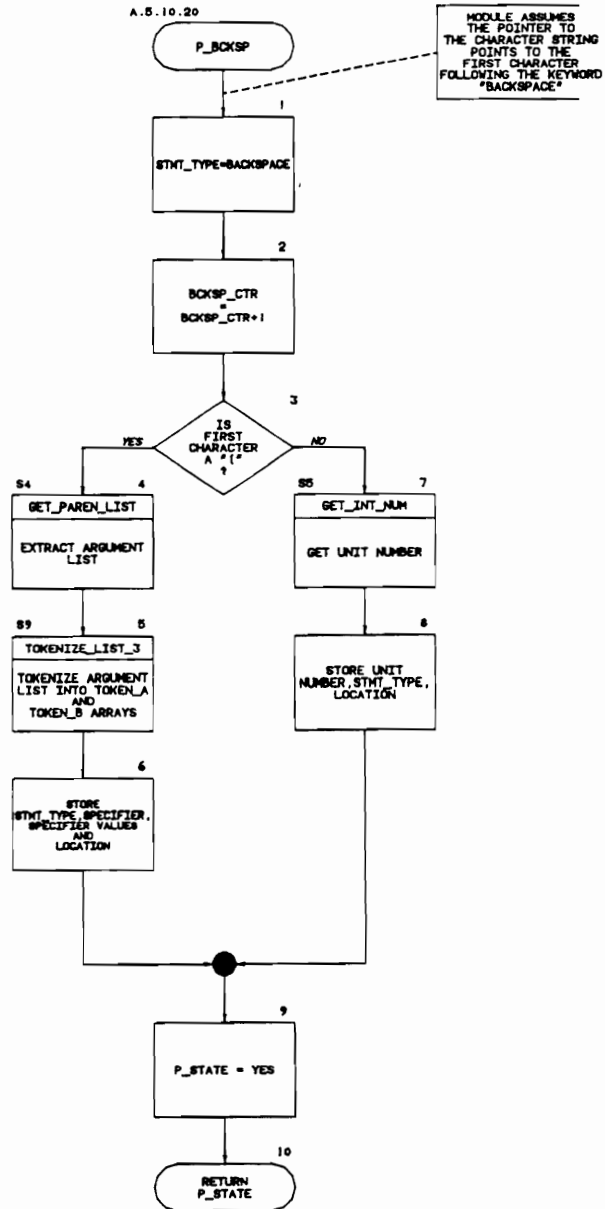 A.5.10.20
P_BCKSP
MODULE ASSUMES
THE POINTER TO
THE CHARACTER STRING
POINTS TO THE
FIRST CHARACTER
FOLLOWING THE KEYWORD
"BACKSPACE"
1
STMT_TYPE=BACKSPACE
2
BCKSP_CTR
=
BCKSP_CTR+1
3
IS
FIRST
CHARACTER
A "("
?
YES
NO
S4
4
GET_PAREN_LIST
EXTRACT ARGUMENT
LIST
S5
7
GET_INT_NUM
GET UNIT NUMBER
S9
5
TOKENIZE_LIST_3
TOKENIZE ARGUMENT
LIST INTO TOKEN_A
AND
TOKEN_B ARRAYS
8
STORE UNIT
NUMBER,STMT_TYPE,
LOCATION
6
STORE
STMT_TYPE,SPECIFIER,
SPECIFIER VALUES
AND
LOCATION
9
P_STATE = YES
10
RETURN
P_STATE